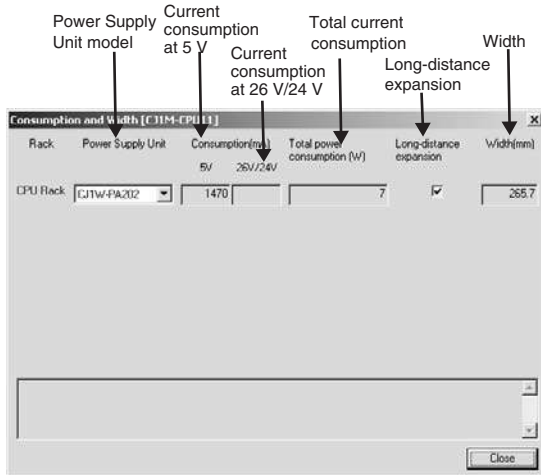 Power Supply
Unit model
Current
consumption
at 5 V
Current
consumption
at 26 V/24 V
Total current
consumption
Long-distance
expansion
Width
Consumption and Width [CJ1M-CPU11]
Rack Power Supply Unit Consumption(mA) Total power Long-distance Width(mm)
consumption (W) expansion
5V 26V/24V
CPU Rack CJ1W-PA202 1470 7 265.7
Close